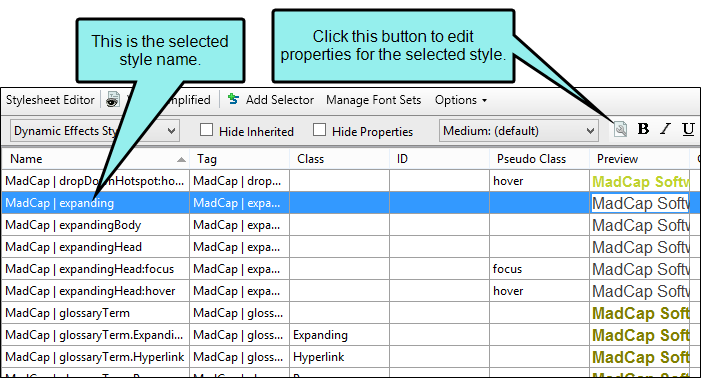 This is the selected
style name.
Click this button to edit
properties for the selected style.
Stylesheet Editor Add Selector Manage Font Sets Options
Dynamic Effects Sty Hide Inherited Hide Properties Medium: (default) B I U
Name Tag Class ID Pseudo Class Preview
MadCap | dropDownHotspot:ho... MadCap | drop... hover MadCap Softw
MadCap | expanding MadCap | expa... MadCap Softw
MadCap | expandingBody MadCap | expa... MadCap Softw
MadCap | expandingHead MadCap | expa... MadCap Softw
MadCap | expandingHead:focus MadCap | expa... focus MadCap Softw
MadCap | expandingHead:hover MadCap | expa... hover MadCap Softw
MadCap | glossaryTerm MadCap | gloss... MadCap Soft
MadCap | glossaryTerm.Expandi... MadCap | gloss... Expanding MadCap Soft
MadCap | glossaryTerm.Hyperlink MadCap | gloss... Hyperlink MadCap Soft